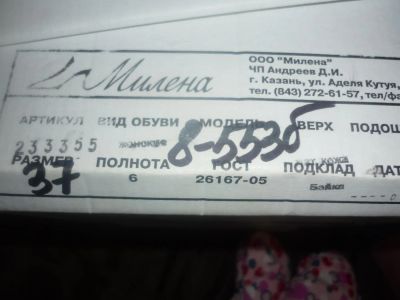 Милена
ООО "Милена"
ЧП Андреев Д.И.
г. Казань, ул. Аделя Кутуя,
тел. (843) 272-61-57, тел/фа
АРТИКУЛ ВИД ОБУВИ МОДЕЛЬ ВЕРХ ПОДОШ
233355 8-553б
РАЗМЕР ПОЛНОТА ГОСТ ПОДКЛАД ДАТ
37 6 26167-05 Байка